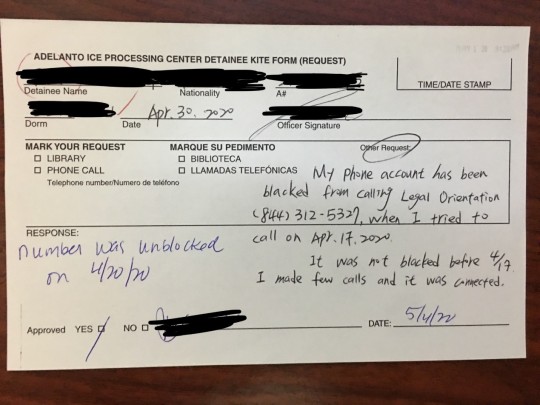 ADELANTO ICE PROCESSING CENTER DETAINEE KITE FORM (REQUEST)
Detainee Name Nationality A# TIME/DATE STAMP
Apr. 30. 2020
Dorm Date Officer Signature
MARK YOUR REQUEST MARQUE SU PEDIMENTO Other Request:
☐ LIBRARY ☐ BIBLIOTECA
☐ PHONE CALL ☐ LLAMADAS TELEFÓNICAS
Telephone number/Numero de teléfono
My Phone account has been
blacked from calling Legal Orientation
(844) 312-5327, when I tried to
call on Apr. 17. 2020.
It was not blacked before 4/17.
I made few calls and it was connected.
RESPONSE:
number was unblocked
on 4/20/20
Approved YES ☐ NO ☐ DATE: 5/4/20